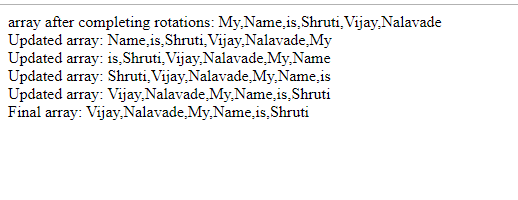 array after completing rotations: My,Name,is,Shruti,Vijay,Nalavade
Updated array: Name,is,Shruti,Vijay,Nalavade,My
Updated array: is,Shruti,Vijay,Nalavade,My,Name
Updated array: Shruti,Vijay,Nalavade,My,Name,is
Updated array: Vijay,Nalavade,My,Name,is,Shruti
Final array: Vijay,Nalavade,My,Name,is,Shruti